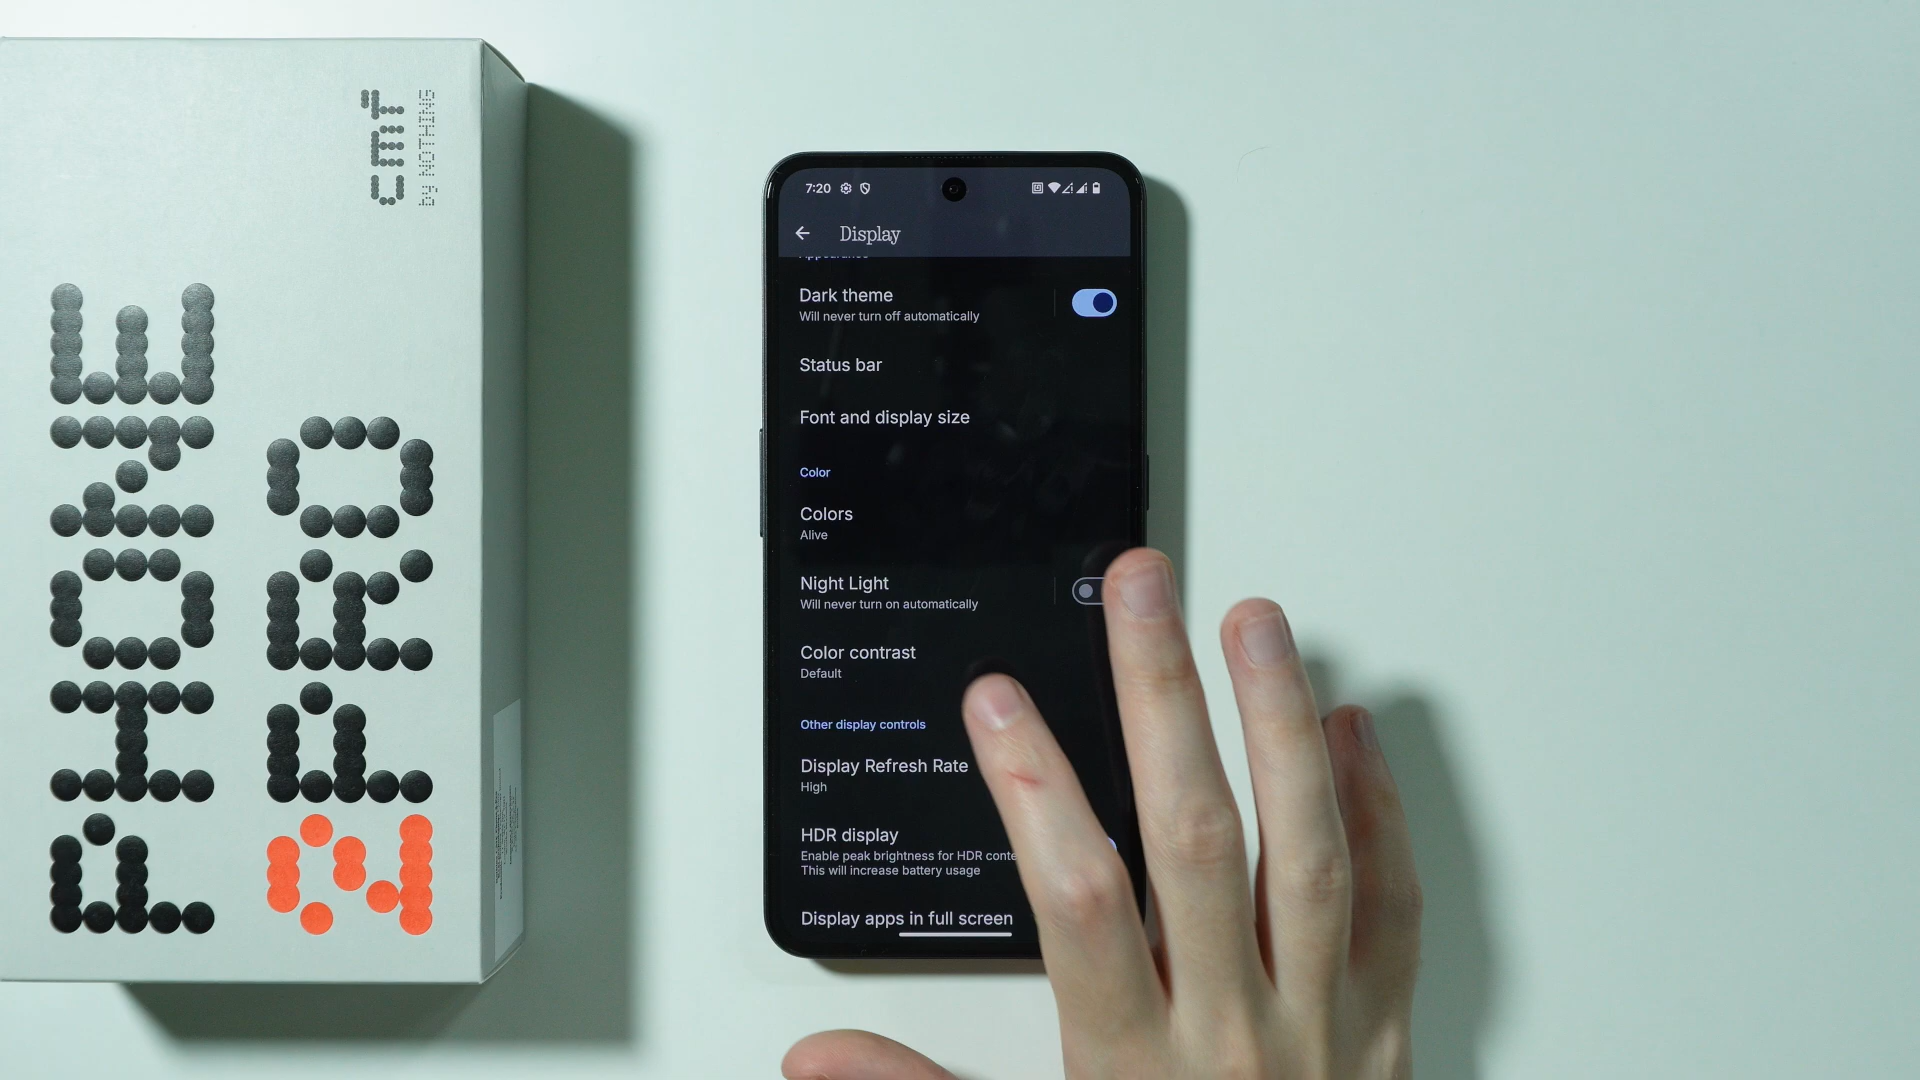 cmf
by NOTHING
PHONE
2 PRO
7:20
Display
Appearance
Dark theme
Will never turn off automatically
Status bar
Font and display size
Color
Colors
Alive
Night Light
Will never turn on automatically
Color contrast
Default
Other display controls
Display Refresh Rate
High
HDR display
Enable peak brightness for HDR conte
This will increase battery usage
Display apps in full screen